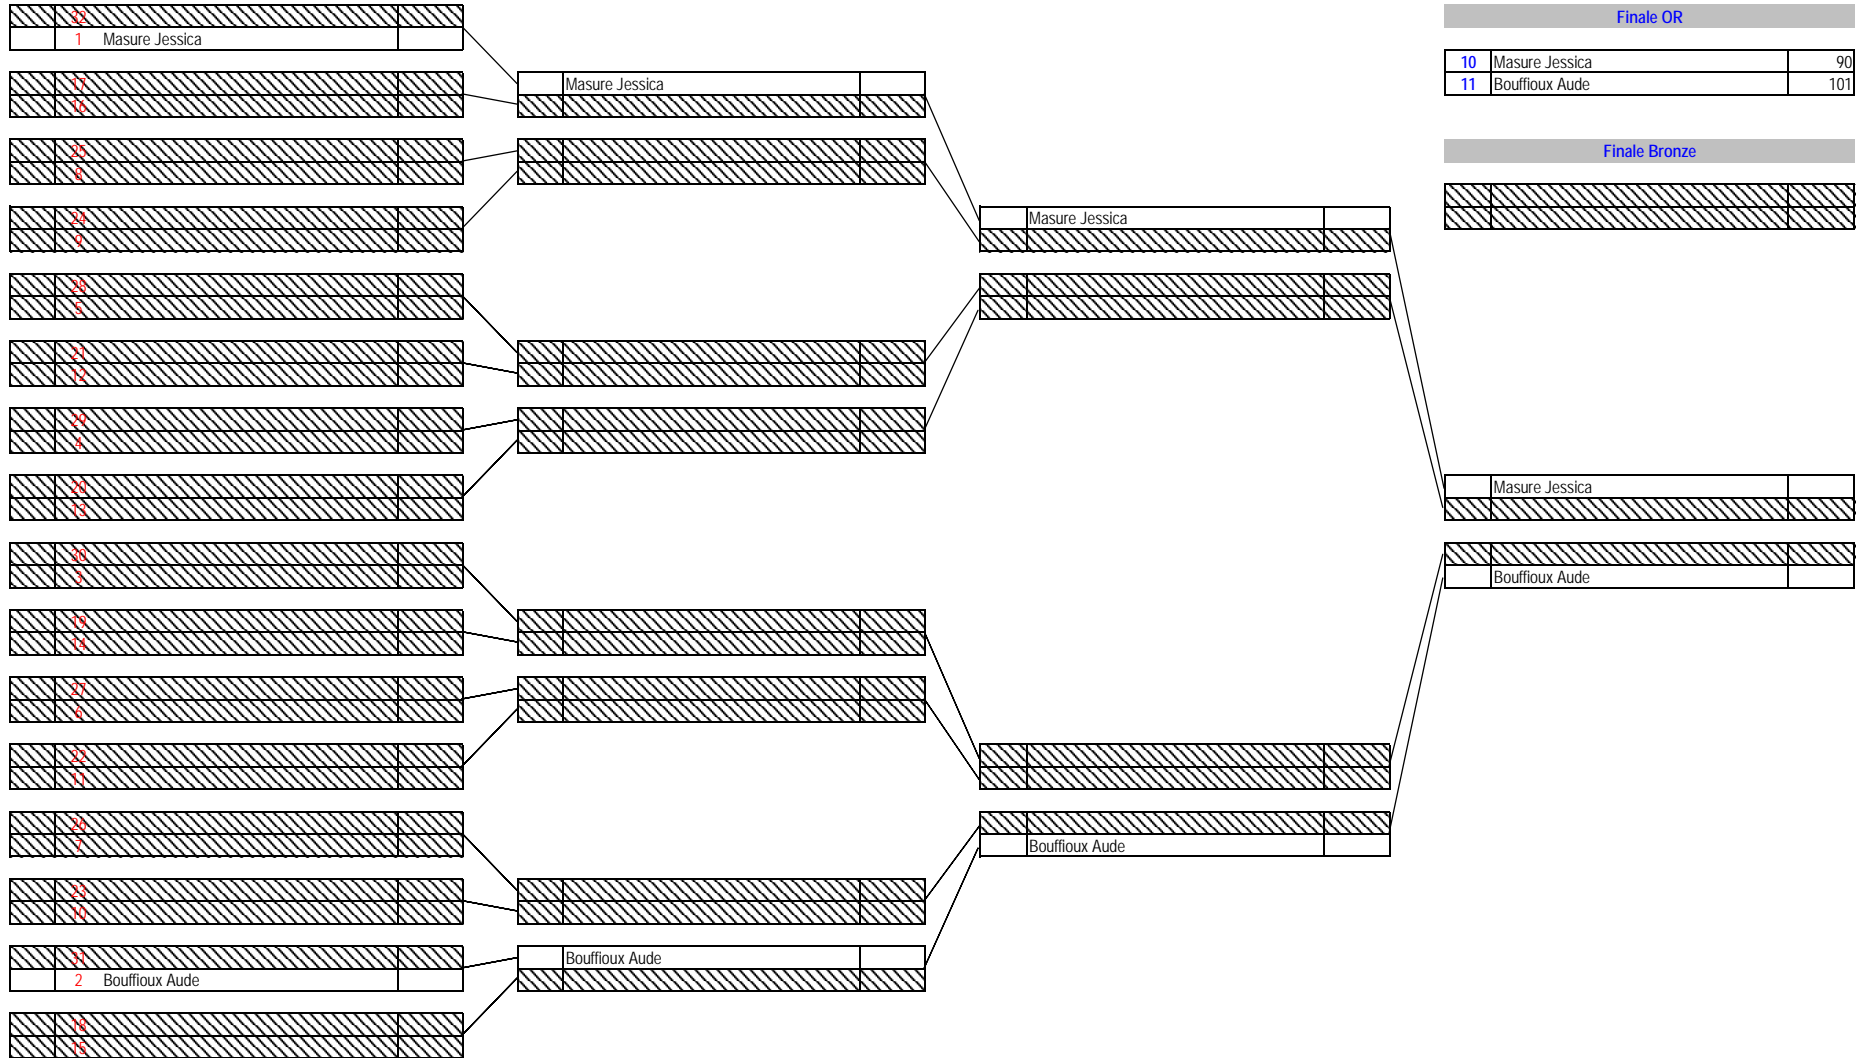 32
1 Masure Jessica
17
16
25
8
24
9
28
5
21
12
29
4
20
13
30
3
19
14
27
6
22
11
26
7
23
10
31
2 Bouffioux Aude
18
15
Masure Jessica
Bouffioux Aude
Masure Jessica
Bouffioux Aude
Finale OR
10 Masure Jessica 90
11 Bouffioux Aude 101
Finale Bronze
Masure Jessica
Bouffioux Aude